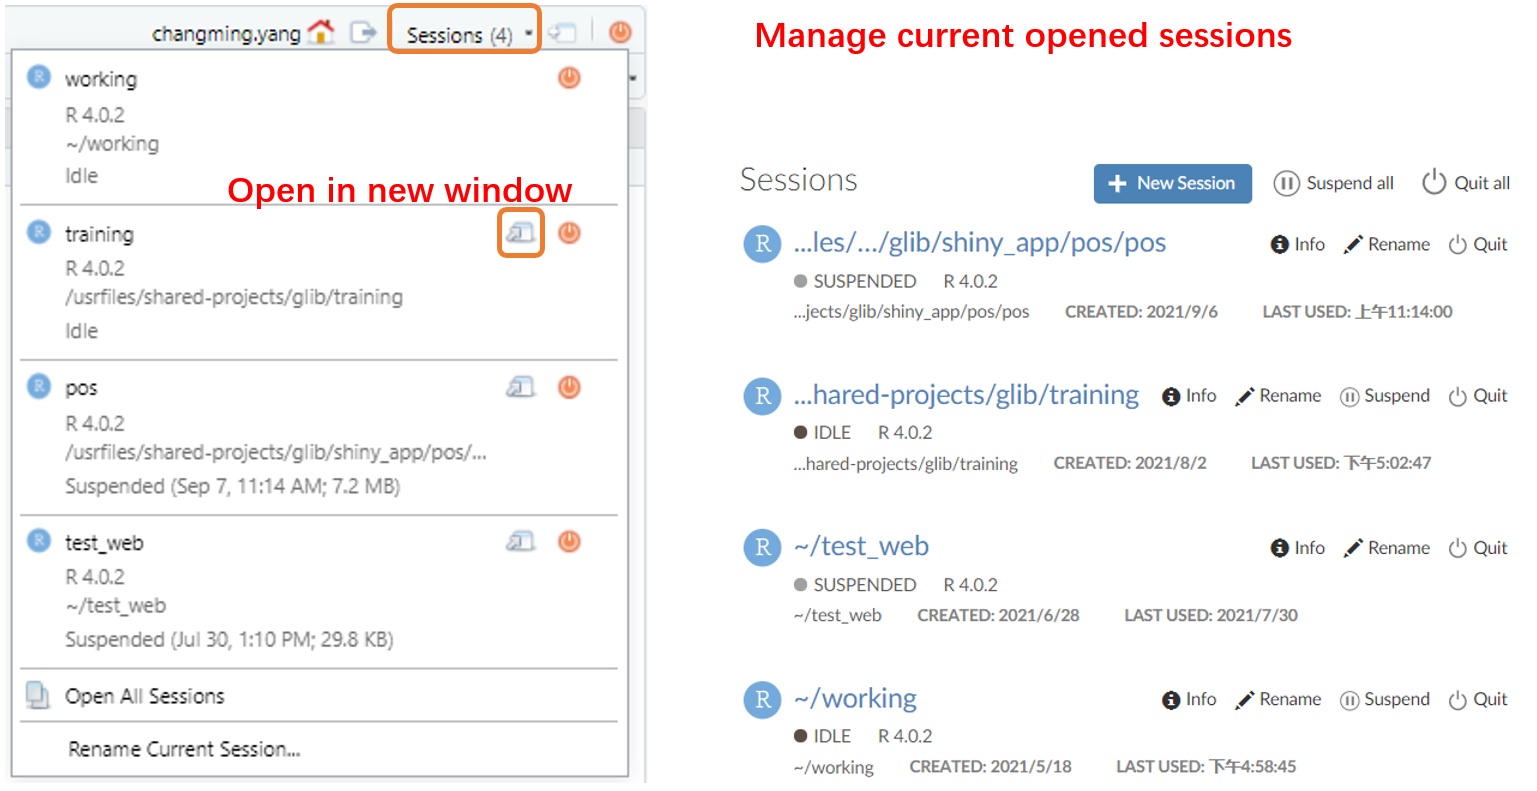 changming.yang Sessions (4)
R working
R 4.0.2
~/working
Idle
Open in new window
R training
R 4.0.2
/usrfiles/shared-projects/glib/training
Idle
R pos
R 4.0.2
/usrfiles/shared-projects/glib/shiny_app/pos/...
Suspended (Sep 7, 11:14 AM; 7.2 MB)
R test_web
R 4.0.2
~/test_web
Suspended (Jul 30, 1:10 PM; 29.8 KB)
Open All Sessions
Rename Current Session...
Manage current opened sessions
Sessions + New Session Suspend all Quit all
R ...les/.../glib/shiny_app/pos/pos Info Rename Quit
SUSPENDED R 4.0.2
...jects/glib/shiny_app/pos/pos CREATED: 2021/9/6 LAST USED: 上午11:14:00
R ...hared-projects/glib/training Info Rename Suspend Quit
IDLE R 4.0.2
...hared-projects/glib/training CREATED: 2021/8/2 LAST USED: 下午5:02:47
R ~/test_web Info Rename Quit
SUSPENDED R 4.0.2
~/test_web CREATED: 2021/6/28 LAST USED: 2021/7/30
R ~/working Info Rename Suspend Quit
IDLE R 4.0.2
~/working CREATED: 2021/5/18 LAST USED: 下午4:58:45